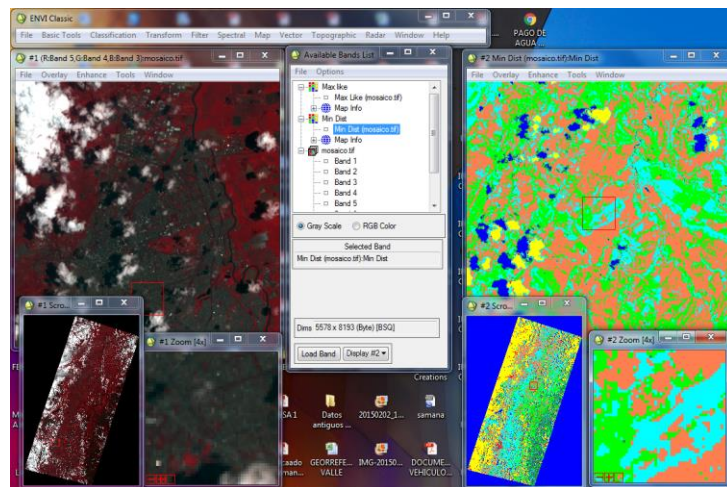 ENVI Classic
File Basic Tools Classification Transform Filter Spectral Map Vector Topographic Radar Window Help
PAGO DE
AGUA ...
#1 (R:Band 5,G:Band 4,B:Band 3):mosaico.tif
File Overlay Enhance Tools Window
Available Bands List
File Options
Max like
Max Like (mosaico.tif)
Map Info
Min Dist
Min Dist (mosaico.tif)
Map Info
mosaico.tif
Band 1
Band 2
Band 3
Band 4
Band 5
Gray Scale RGB Color
Selected Band
Min Dist (mosaico.tif):Min Dist
Dims 5578 x 8193 (Byte) [BSQ]
Load Band Display #2
#2 Min Dist (mosaico.tif):Min Dist
File Overlay Enhance Tools Window
#1 Scro...
#1 Zoom [4x]
#2 Scro...
#2 Zoom [4x]
Creations
Datos
antiguos ...
20150202_1...
samana
GEORREFE...
VALLE
IMG-20150...
DOCUME...
VEHICULO...